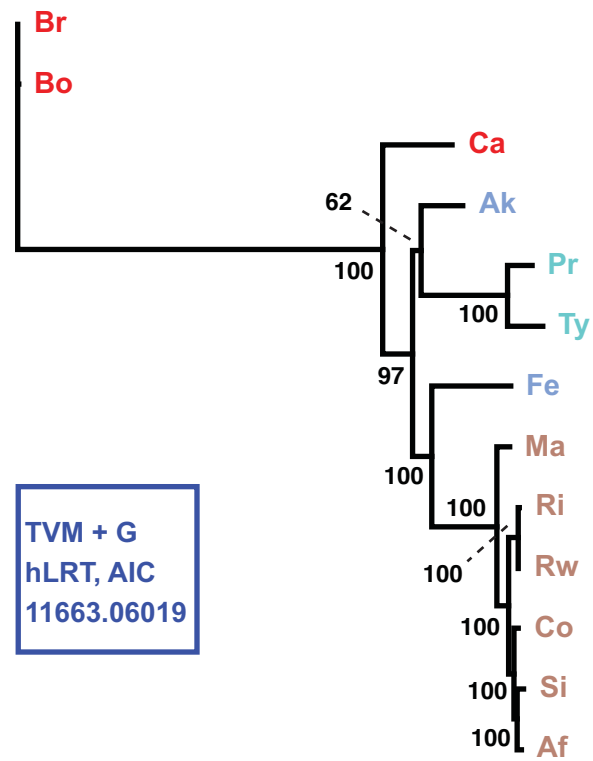 Br
Bo
Ca
62
Ak
Pr
100
100
Ty
97
Fe
100
Ma
100
Ri
100
Rw
100
Co
100
Si
100
Af
TVM + G
hLRT, AIC
11663.06019